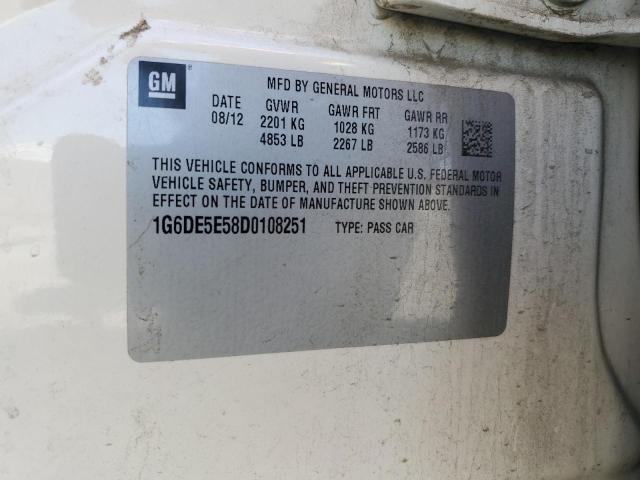 GM
MFD BY GENERAL MOTORS LLC
DATE GVWR GAWR FRT GAWR RR
08/12 2201 KG 1028 KG 1173 KG
4853 LB 2267 LB 2586 LB
THIS VEHICLE CONFORMS TO ALL APPLICABLE U.S. FEDERAL MOTOR
VEHICLE SAFETY, BUMPER, AND THEFT PREVENTION STANDARDS IN
EFFECT ON THE DATE OF MANUFACTURE SHOWN ABOVE.
1G6DE5E58D0108251 TYPE: PASS CAR